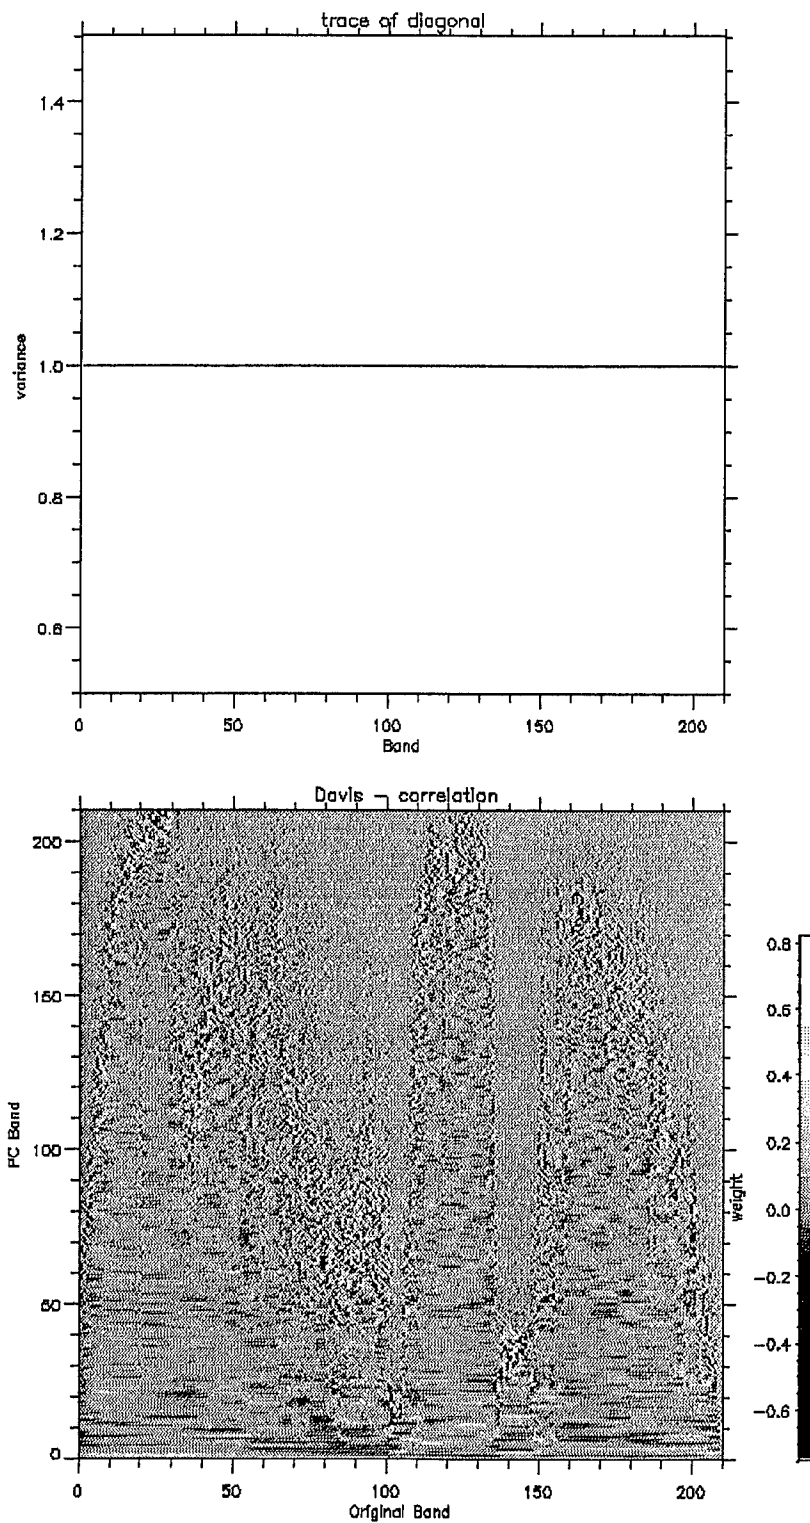 trace of diagonal
1.4
1.2
variance
1.0
0.8
0.6
0 50 100 150 200
Band
Davis - correlation
200
150
PC Band
100
50
0
0 50 100 150 200
Original Band
weight
0.8
0.6
0.4
0.2
0.0
-0.2
-0.4
-0.6